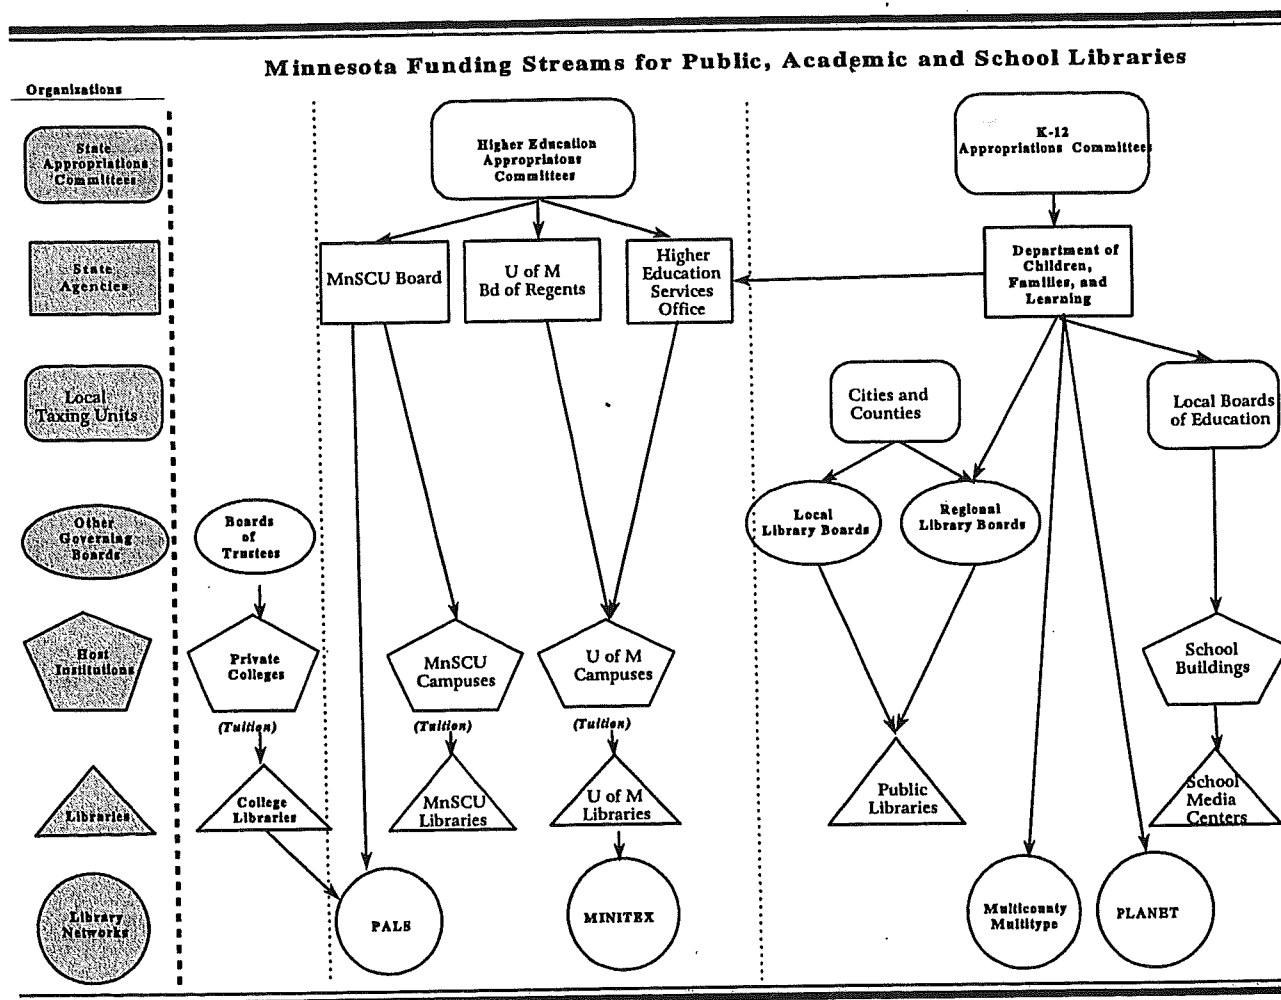 Minnesota Funding Streams for Public, Academic and School Libraries
Organizations
State
Appropriations
Committees
Higher Education
Appropriations
Committees
K-12
Appropriations Committees
State
Agencies
MnSCU Board
U of M
Bd of Regents
Higher
Education
Services
Office
Department of
Children,
Families, and
Learning
Local
Taxing Units
Cities and
Counties
Local Boards
of Education
Other
Governing
Boards
Boards
of
Trustees
Local
Library Boards
Regional
Library Boards
Host
Institutions
Private
Colleges
MnSCU
Campuses
U of M
Campuses
School
Buildings
(Tuition)
(Tuition)
(Tuition)
Libraries
College
Libraries
MnSCU
Libraries
U of M
Libraries
Public
Libraries
School
Media
Centers
Library
Networks
PALS
MINITEX
Multicounty
Multitype
PLANET